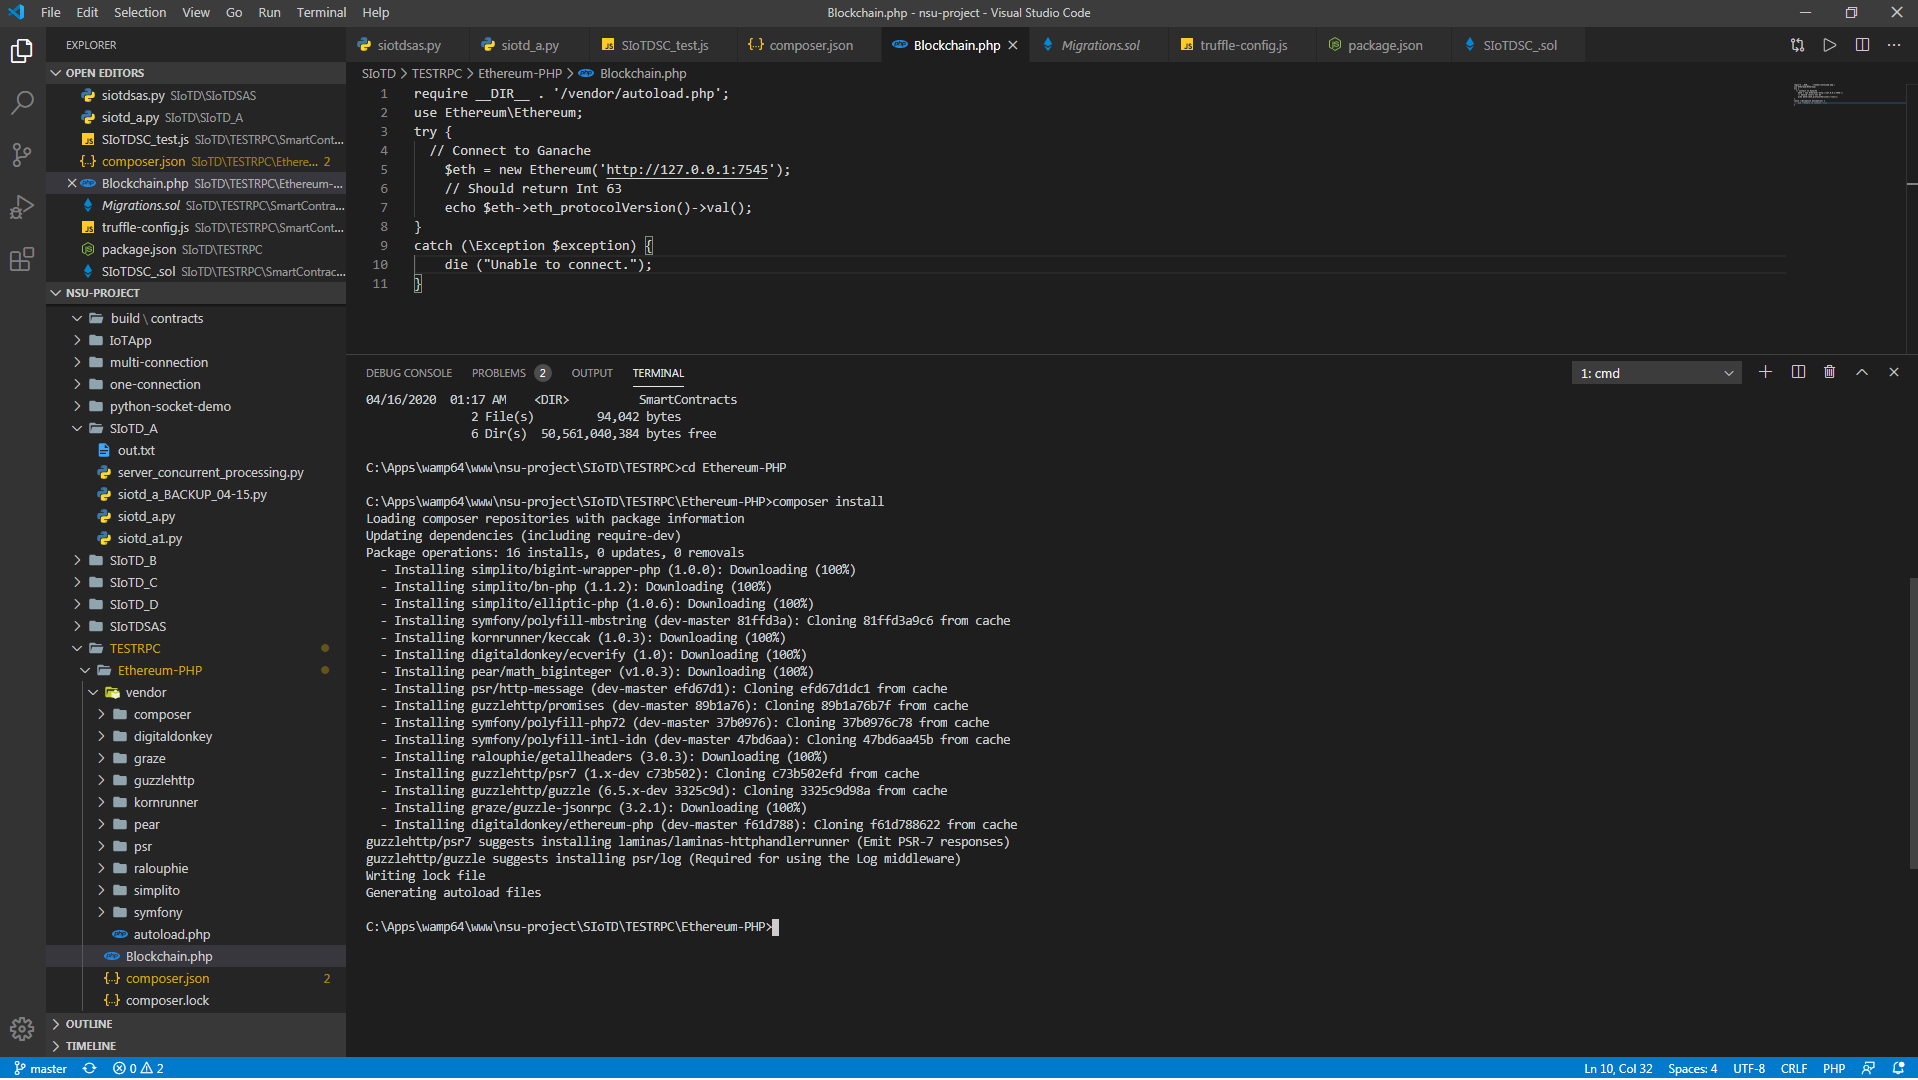 File Edit Selection View Go Run Terminal Help
Blockchain.php - nsu-project - Visual Studio Code
EXPLORER
OPEN EDITORS
siotdsas.py SIoTD\SIoTDSAS
siotd_a.py SIoTD\SIoTD_A
SIoTDSC_test.js SIoTD\TESTRPC\SmartCont...
composer.json SIoTD\TESTRPC\Ethere... 2
Blockchain.php SIoTD\TESTRPC\Ethereum-...
Migrations.sol SIoTD\TESTRPC\SmartContra...
truffle-config.js SIoTD\TESTRPC\SmartCont...
package.json SIoTD\TESTRPC
SIoTDSC_.sol SIoTD\TESTRPC\SmartContrac...
NSU-PROJECT
build \ contracts
IoTApp
multi-connection
one-connection
python-socket-demo
SIoTD_A
out.txt
server_concurrent_processing.py
siotd_a_BACKUP_04-15.py
siotd_a.py
siotd_a1.py
SIoTD_B
SIoTD_C
SIoTD_D
SIoTDSAS
TESTRPC
Ethereum-PHP
vendor
composer
digitaldonkey
graze
guzzlehttp
kornrunner
pear
psr
ralouphie
simplito
symfony
autoload.php
Blockchain.php
composer.json 2
composer.lock
OUTLINE
TIMELINE
siotdsas.py siotd_a.py SIoTDSC_test.js composer.json Blockchain.php Migrations.sol truffle-config.js package.json SIoTDSC_.sol
SIoTD > TESTRPC > Ethereum-PHP > Blockchain.php
1 require __DIR__ . '/vendor/autoload.php';
2 use Ethereum\Ethereum;
3 try {
4 // Connect to Ganache
5 $eth = new Ethereum('http://127.0.0.1:7545');
6 // Should return Int 63
7 echo $eth->eth_protocolVersion()->val();
8 }
9 catch (\Exception $exception) {
10 die ("Unable to connect.");
11 }
DEBUG CONSOLE PROBLEMS 2 OUTPUT TERMINAL
1: cmd
04/16/2020 01:17 AM <DIR> SmartContracts
2 File(s) 94,042 bytes
6 Dir(s) 50,561,040,384 bytes free
C:\Apps\wamp64\www\nsu-project\SIoTD\TESTRPC>cd Ethereum-PHP
C:\Apps\wamp64\www\nsu-project\SIoTD\TESTRPC\Ethereum-PHP>composer install
Loading composer repositories with package information
Updating dependencies (including require-dev)
Package operations: 16 installs, 0 updates, 0 removals
- Installing simplito/bigint-wrapper-php (1.0.0): Downloading (100%)
- Installing simplito/bn-php (1.1.2): Downloading (100%)
- Installing simplito/elliptic-php (1.0.6): Downloading (100%)
- Installing symfony/polyfill-mbstring (dev-master 81ffd3a): Cloning 81ffd3a9c6 from cache
- Installing kornrunner/keccak (1.0.3): Downloading (100%)
- Installing digitaldonkey/ecverify (1.0): Downloading (100%)
- Installing pear/math_biginteger (v1.0.3): Downloading (100%)
- Installing psr/http-message (dev-master efd67d1): Cloning efd67d1dc1 from cache
- Installing guzzlehttp/promises (dev-master 89b1a76): Cloning 89b1a76b7f from cache
- Installing symfony/polyfill-php72 (dev-master 37b0976): Cloning 37b0976c78 from cache
- Installing symfony/polyfill-intl-idn (dev-master 47bd6aa): Cloning 47bd6aa45b from cache
- Installing ralouphie/getallheaders (3.0.3): Downloading (100%)
- Installing guzzlehttp/psr7 (1.x-dev c73b502): Cloning c73b502efd from cache
- Installing guzzlehttp/guzzle (6.5.x-dev 3325c9d): Cloning 3325c9d98a from cache
- Installing graze/guzzle-jsonrpc (3.2.1): Downloading (100%)
- Installing digitaldonkey/ethereum-php (dev-master f61d788): Cloning f61d788622 from cache
guzzlehttp/psr7 suggests installing laminas/laminas-httphandlerrunner (Emit PSR-7 responses)
guzzlehttp/guzzle suggests installing psr/log (Required for using the Log middleware)
Writing lock file
Generating autoload files
C:\Apps\wamp64\www\nsu-project\SIoTD\TESTRPC\Ethereum-PHP>
master 0 2
Ln 10, Col 32 Spaces: 4 UTF-8 CRLF PHP